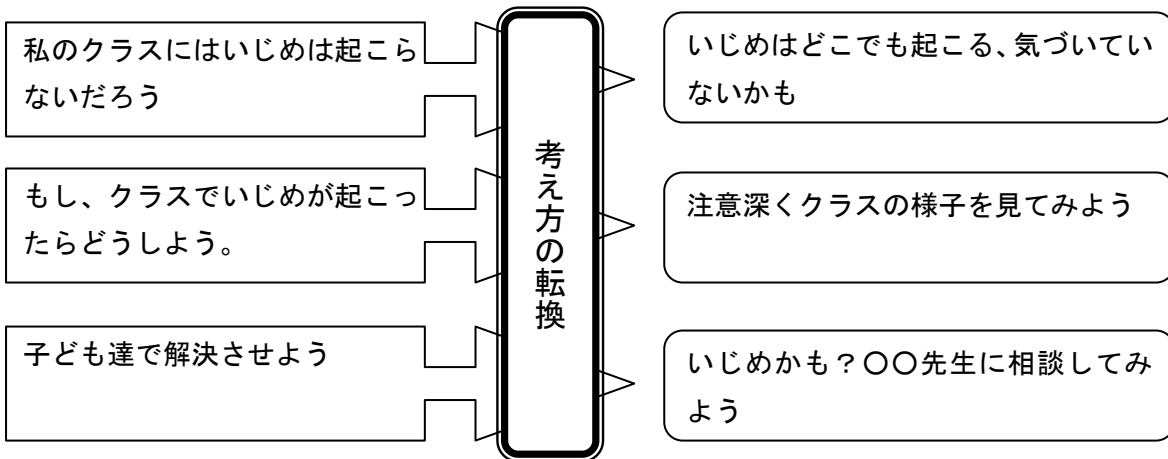 私のクラスにはいじめは起こら
ないだろう
もし、クラスでいじめが起こっ
たらどうしよう。
子ども達で解決させよう
考え方の転換
いじめはどこでも起こる、気づいてい
ないかも
注意深くクラスの様子を見てみよう
いじめかも？〇〇先生に相談してみ
よう